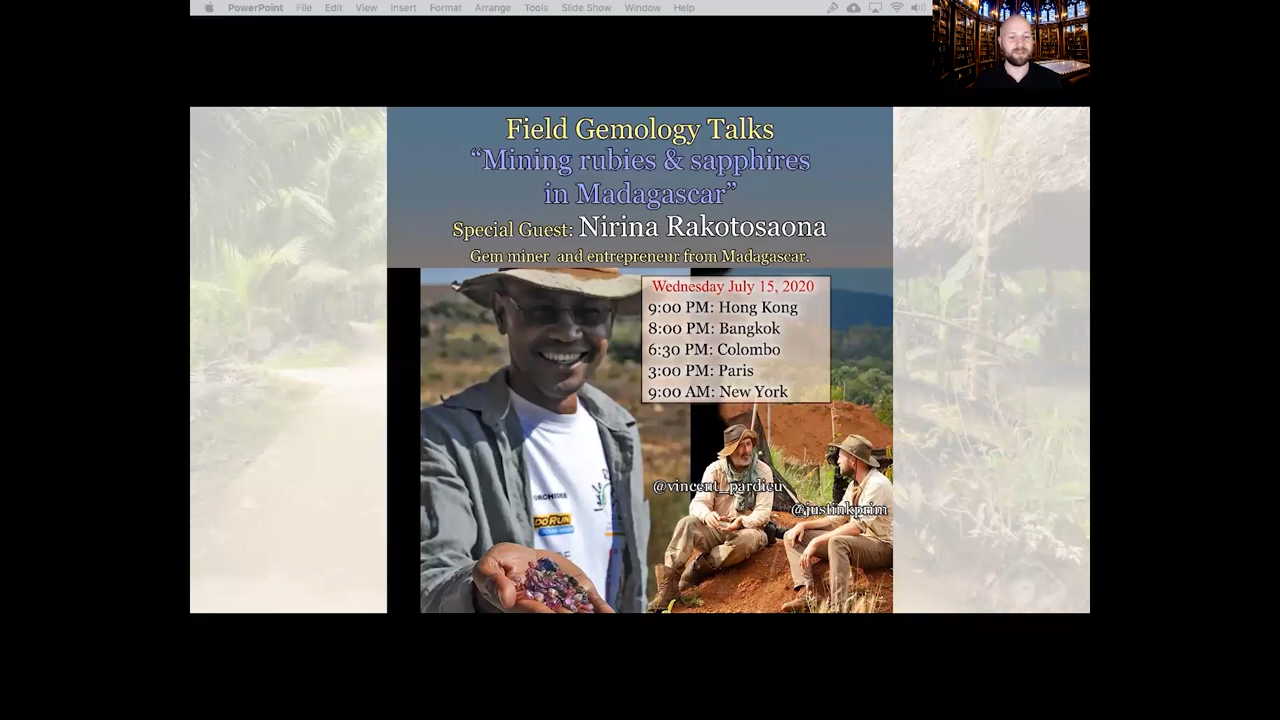 PowerPoint File Edit View Insert Format Arrange Tools Slide Show Window Help
Field Gemology Talks
“Mining rubies & sapphires
in Madagascar”
Special Guest: Nirina Rakotosaona
Gem miner and entrepreneur from Madagascar.
Wednesday July 15, 2020
9:00 PM: Hong Kong
8:00 PM: Bangkok
6:30 PM: Colombo
3:00 PM: Paris
9:00 AM: New York
@vincent_pardieu
@justinkprim
ORCHIDEE
DO RUN